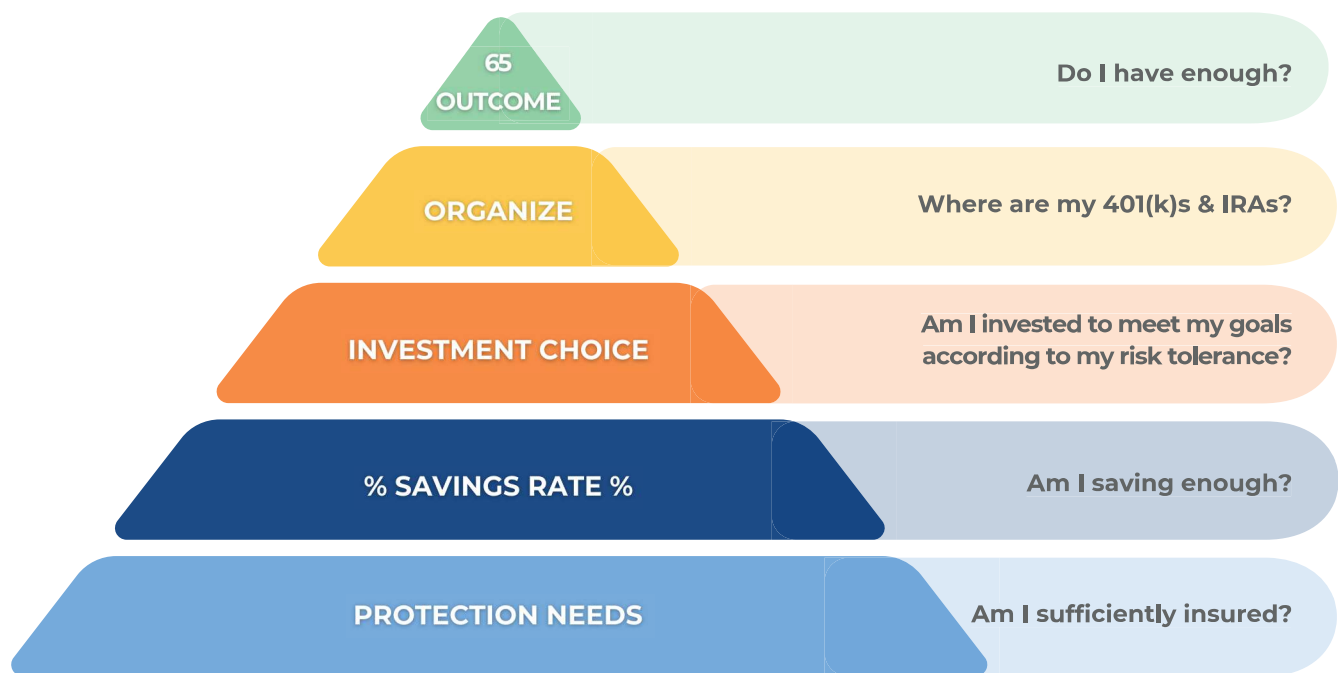 65
OUTCOME
Do I have enough?
ORGANIZE
Where are my 401(k)s & IRAs?
INVESTMENT CHOICE
Am I invested to meet my goals
according to my risk tolerance?
% SAVINGS RATE %
Am I saving enough?
PROTECTION NEEDS
Am I sufficiently insured?